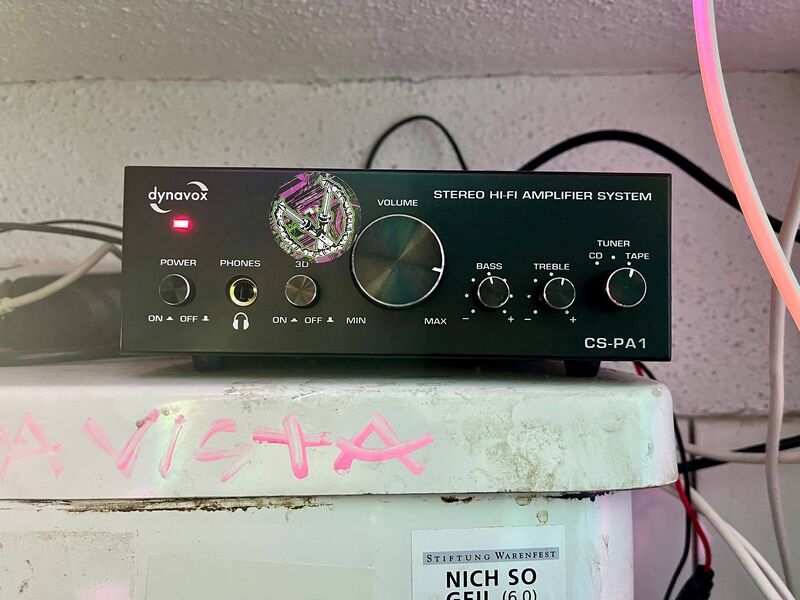 dynavox
STEREO HI-FI AMPLIFIER SYSTEM
VOLUME
POWER
PHONES
3D
BASS
TREBLE
TUNER
CD
TAPE
ON OFF
ON OFF
MIN
MAX
- +
- +
CS-PA1
A VISTA
STIFTUNG WARENFEST
NICH SO
GEIL (6,0)